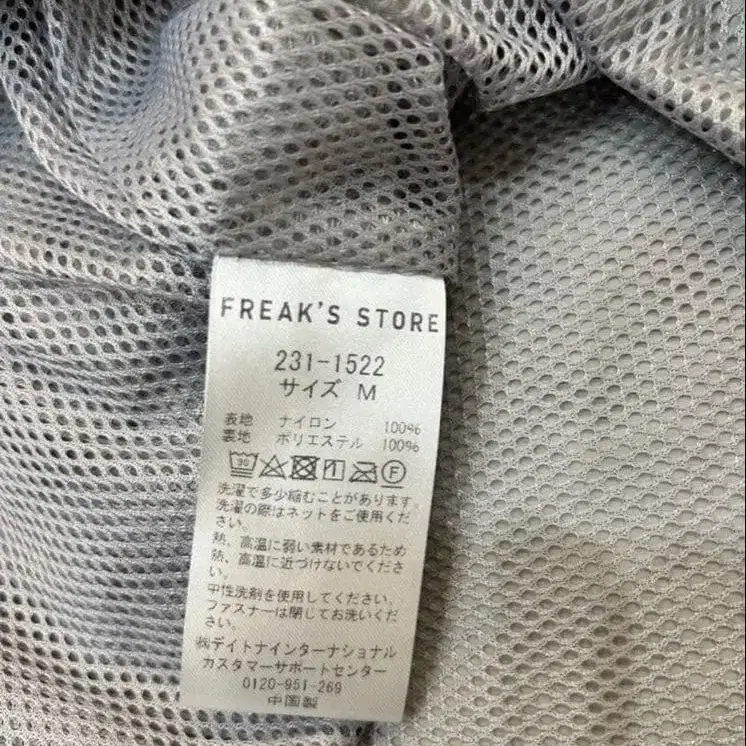 FREAK'S STORE
231-1522
サイズ M
表地 ナイロン 100%
裏地 ポリエステル 100%
30
F
洗濯で多少縮むことがあります。
洗濯の際はネットをご使用くだ
さい。
熱、高温に弱い素材であるため
熱、高温に近づけないでくださ
い。
中性洗剤を使用してください。
ファスナーは閉じてお洗いくだ
さい。
㈱デイトナインターナショナル
カスタマーサポートセンター
0120-951-269
中国製